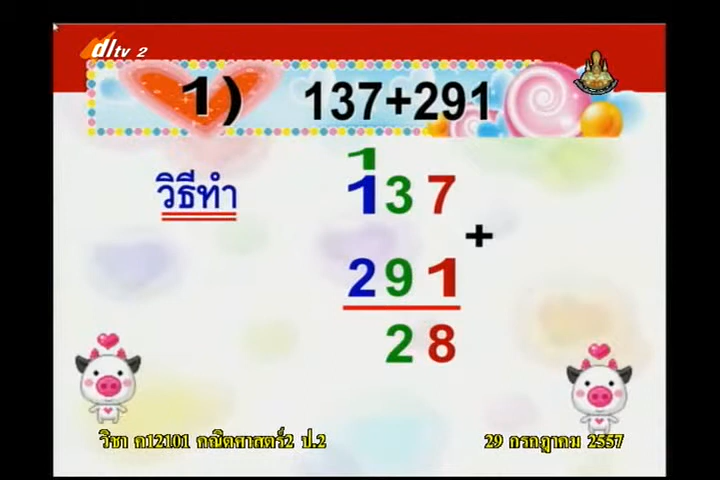 dltv 2
1) 137+291
วิธีทำ
1
137
+
291
28
วิชา ค12101 คณิตศาสตร์2 ป.2
29 กรกฎาคม 2557